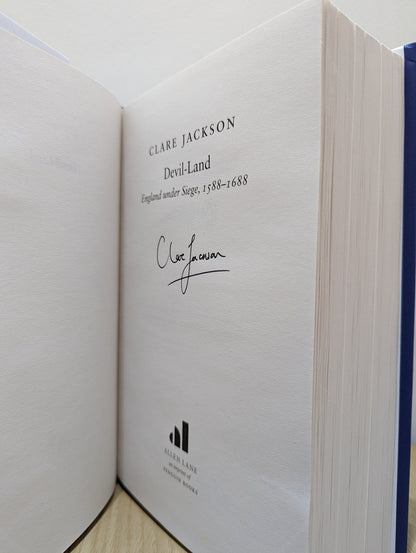 CLARE JACKSON
Devil-Land
England under Siege, 1588–1688
Clare Jackson
ALLEN LANE
an imprint of
PENGUIN BOOKS